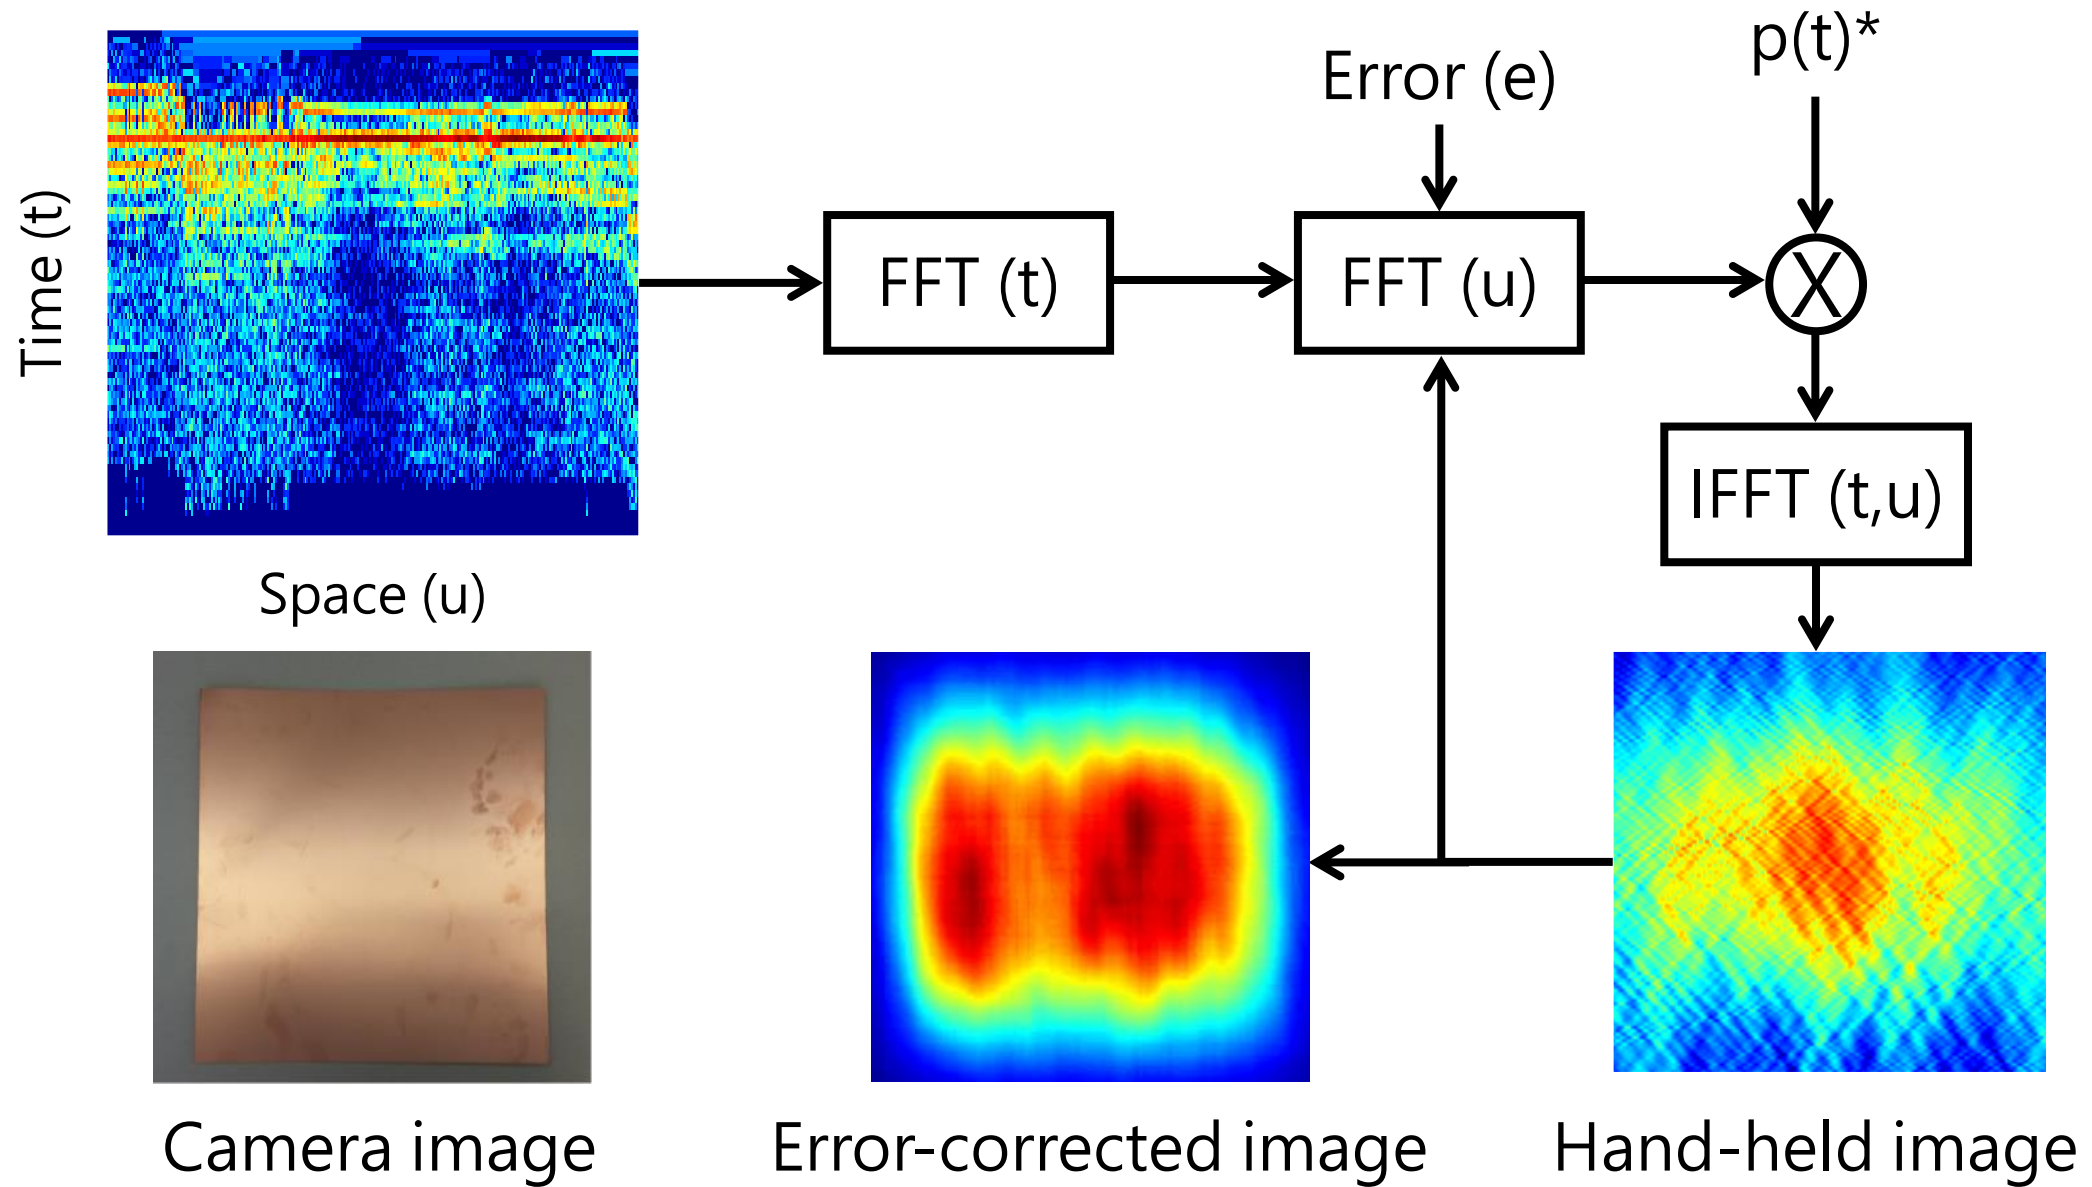 p(t)*
Error (e)
Time (t)
FFT (t)
FFT (u)
X
IFFT (t,u)
Space (u)
Camera image
Error-corrected image
Hand-held image